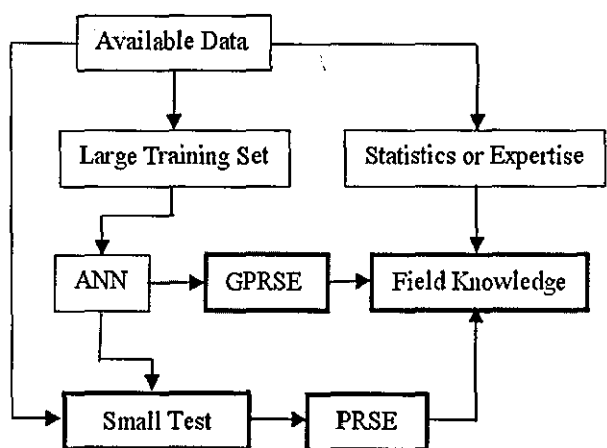 Available Data
Large Training Set
Statistics or Expertise
ANN
GPRSE
Field Knowledge
Small Test
PRSE